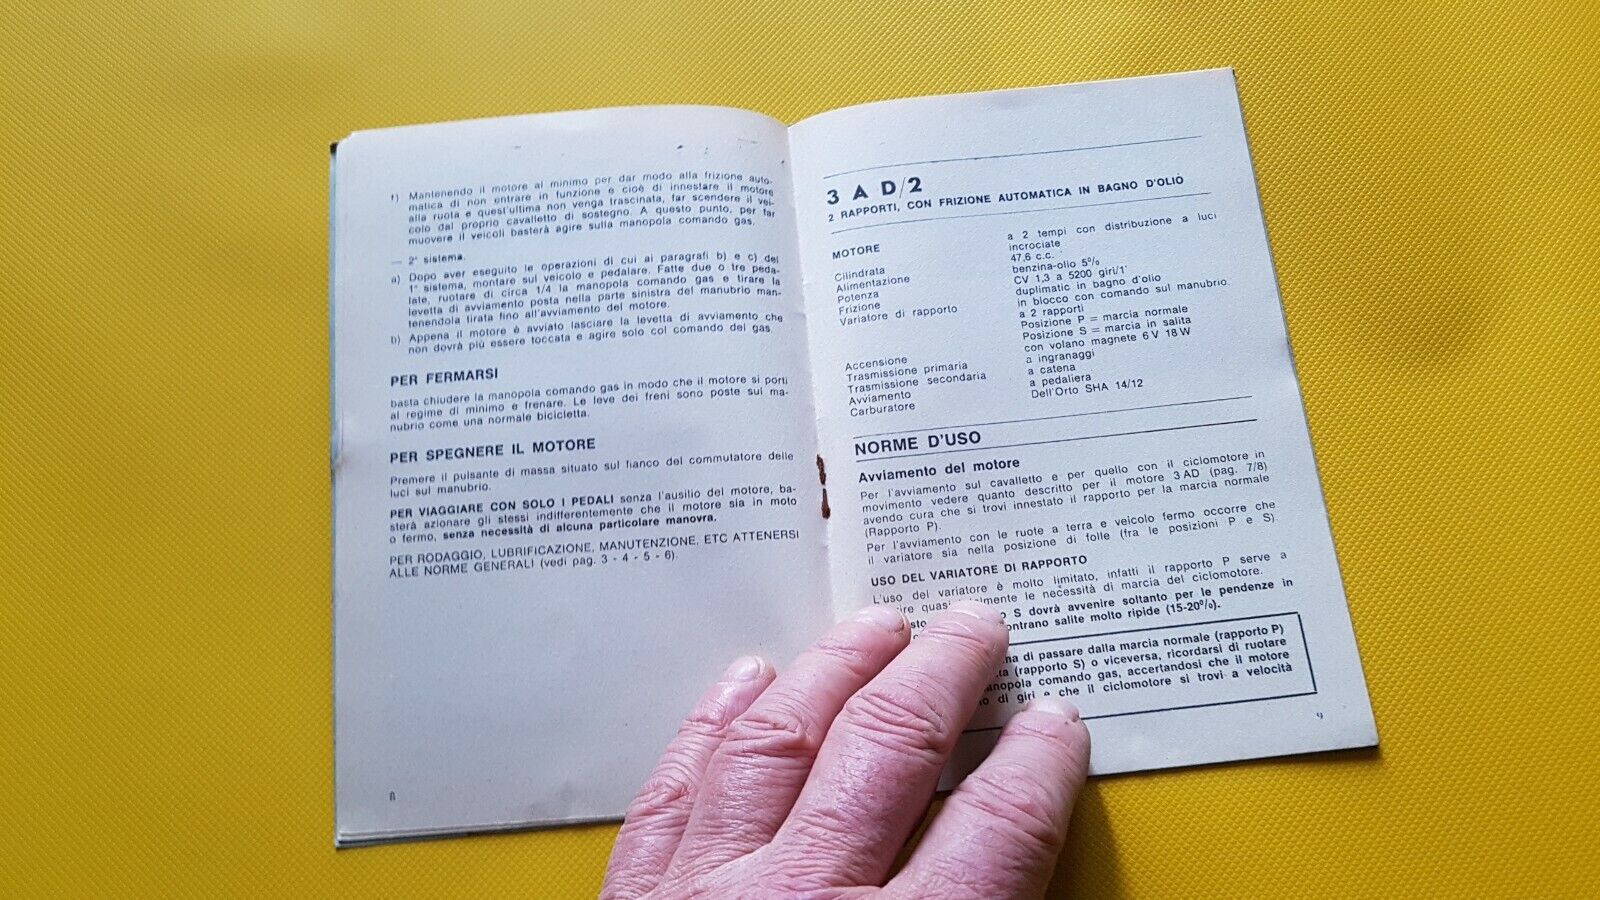 f) Mantenendo il motore al minimo per dar modo alla frizione auto-
matica di non entrare in funzione e cioè di innestare il motore
alla ruota e quest'ultima non venga trascinata, far scendere il vei-
colo dal proprio cavalletto di sostegno. A questo punto, per far
muovere il veicoli basterà agire sulla manopola comando gas.
— 2° sistema.
a) Dopo aver eseguito le operazioni di cui ai paragrafi b) e c) del
1° sistema, montare sul veicolo e pedalare. Fatte due o tre peda-
late, ruotare di circa 1/4 la manopola comando gas e tirare la
levetta di avviamento posta nella parte sinistra del manubrio man-
tenendola tirata fino all'avviamento del motore.
b) Appena il motore è avviato lasciare la levetta di avviamento che
non dovrà più essere toccata e agire solo col comando del gas.
PER FERMARSI
basta chiudere la manopola comando gas in modo che il motore si porti
al regime di minimo e frenare. Le leve dei freni sono poste sul ma-
nubrio come una normale bicicletta.
PER SPEGNERE IL MOTORE
Premere il pulsante di massa situato sul fianco del commutatore delle
luci sul manubrio.
PER VIAGGIARE CON SOLO I PEDALI senza l'ausilio del motore, ba-
sterà azionare gli stessi indifferentemente che il motore sia in moto
o fermo, senza necessità di alcuna particolare manovra.
PER RODAGGIO, LUBRIFICAZIONE, MANUTENZIONE, ETC ATTENERSI
ALLE NORME GENERALI (vedi pag. 3 - 4 - 5 - 6).
8
3 A D/2
2 RAPPORTI, CON FRIZIONE AUTOMATICA IN BAGNO D'OLIO
MOTORE a 2 tempi con distribuzione a luci
incrociate
Cilindrata 47,6 c.c.
Alimentazione benzina-olio 5%
Potenza CV 1,3 a 5200 giri/1'
Frizione duplimatic in bagno d'olio
Variatore di rapporto in blocco con comando sul manubrio.
a 2 rapporti
Posizione P = marcia normale
Posizione S = marcia in salita
Accensione con volano magnete 6 V 18 W
Trasmissione primaria a ingranaggi
Trasmissione secondaria a catena
Avviamento a pedaliera
Carburatore Dell'Orto SHA 14/12
NORME D'USO
Avviamento del motore
Per l'avviamento sul cavalletto e per quello con il ciclomotore in
movimento vedere quanto descritto per il motore 3 AD (pag. 7/8)
avendo cura che si trovi innestato il rapporto per la marcia normale
(Rapporto P).
Per l'avviamento con le ruote a terra e veicolo fermo occorre che
il variatore sia nella posizione di folle (fra le posizioni P e S).
USO DEL VARIATORE DI RAPPORTO
L'uso del variatore è molto limitato, infatti il rapporto P serve a
quasi le necessità di marcia del ciclomotore.
S dovrà avvenire soltanto per le pendenze in
salite molto ripide (15-20%).
di passare dalla marcia normale (rapporto P)
(rapporto S) o viceversa, ricordarsi di ruotare
comando gas, accertandosi che il motore
di giri e che il ciclomotore si trovi a velocità
9